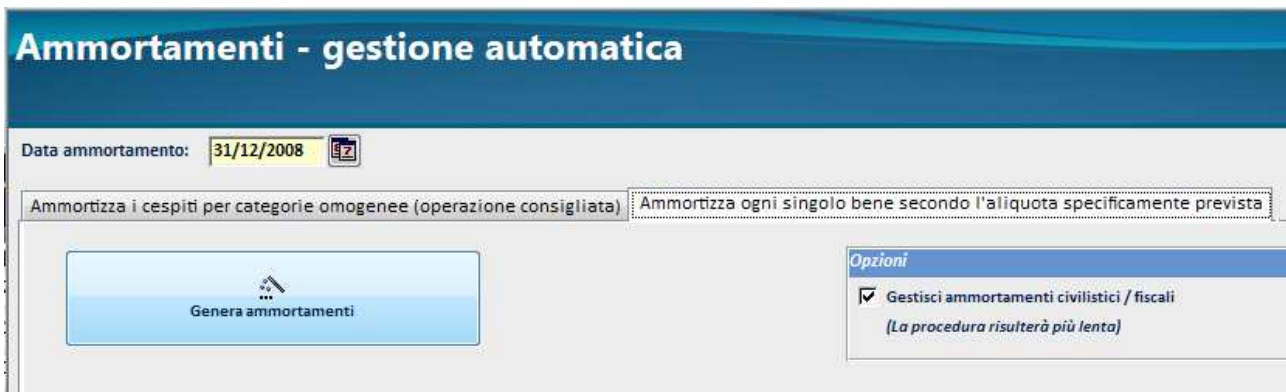 Ammortamenti - gestione automatica
Data ammortamento: 31/12/2008
Ammortizza i cespiti per categorie omogenee (operazione consigliata) Ammortizza ogni singolo bene secondo l'aliquota specificamente prevista
Opzioni
Genera ammortamenti
Gestisci ammortamenti civilistici / fiscali
(La procedura risulterà più lenta)